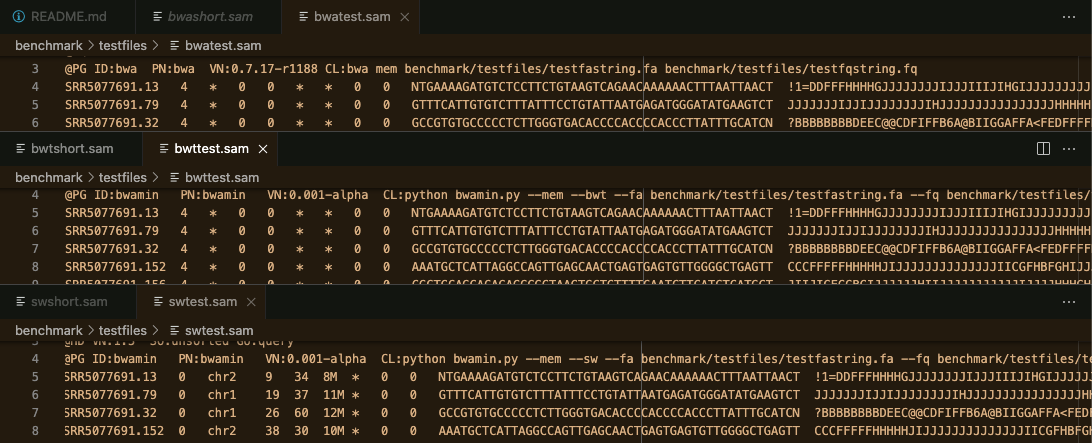 README.md bwashort.sam bwatest.sam ×
benchmark > testfiles > bwatest.sam
3 @PG ID:bwa PN:bwa VN:0.7.17-r1188 CL:bwa mem benchmark/testfiles/testfastring.fa benchmark/testfiles/testfqstring.fq
4 SRR5077691.13 4 * 0 0 * * 0 0 NTGAAAAGATGTCTCCTTCTGTAAGTCAGAACAAAAAACTTTAATTAACT !1=DDFFFHHHHGJJJJJJJJIJJJIIIJIHGIJJJJJJJJJ
5 SRR5077691.79 4 * 0 0 * * 0 0 GTTTCATTGTGTCTTTATTTCCTGTATTAATGAGATGGGATATGAAGTCT JJJJJJJIJJIJJJJJJJJJIHJJJJJJJJJJJJJJJHHHHH
6 SRR5077691.32 4 * 0 0 * * 0 0 GCCGTGTGCCCCCTCTTGGGTGACACCCCACCCCACCCTTATTTGCATCN ?BBBBBBBBDEEC@@CDFIFFB6A@BIIGGAFFA<FEDFFFF
bwtshort.sam bwttest.sam ×
benchmark > testfiles > bwttest.sam
4 @PG ID:bwamin PN:bwamin VN:0.001-alpha CL:python bwamin.py --mem --bwt --fa benchmark/testfiles/testfastring.fa --fq benchmark/testfiles/
5 SRR5077691.13 4 * 0 0 * * 0 0 NTGAAAAGATGTCTCCTTCTGTAAGTCAGAACAAAAAACTTTAATTAACT !1=DDFFFHHHHGJJJJJJJJIJJJIIIJIHGIJJJJJJJJJ
6 SRR5077691.79 4 * 0 0 * * 0 0 GTTTCATTGTGTCTTTATTTCCTGTATTAATGAGATGGGATATGAAGTCT JJJJJJJIJJIJJJJJJJJJIHJJJJJJJJJJJJJJJHHHHH
7 SRR5077691.32 4 * 0 0 * * 0 0 GCCGTGTGCCCCCTCTTGGGTGACACCCCACCCCACCCTTATTTGCATCN ?BBBBBBBBDEEC@@CDFIFFB6A@BIIGGAFFA<FEDFFFF
8 SRR5077691.152 4 * 0 0 * * 0 0 AAATGCTCATTAGGCCAGTTGAGCAACTGAGTGAGTGTTGGGGCTGAGTT CCCFFFFFHHHHHJIJJJJJJJJJJJJJJIICGFHBFGHIJJ
swshort.sam swtest.sam ×
benchmark > testfiles > swtest.sam
4 @PG ID:bwamin PN:bwamin VN:0.001-alpha CL:python bwamin.py --mem --sw --fa benchmark/testfiles/testfastring.fa --fq benchmark/testfiles/te
5 SRR5077691.13 0 chr2 9 34 8M * 0 0 NTGAAAAGATGTCTCCTTCTGTAAGTCAGAACAAAAAACTTTAATTAACT !1=DDFFFHHHHGJJJJJJJJIJJJIIIJIHGIJJJJJJ
6 SRR5077691.79 0 chr1 19 37 11M * 0 0 GTTTCATTGTGTCTTTATTTCCTGTATTAATGAGATGGGATATGAAGTCT JJJJJJJIJJIJJJJJJJJJIHJJJJJJJJJJJJJJJHH
7 SRR5077691.32 0 chr1 26 60 12M * 0 0 GCCGTGTGCCCCCTCTTGGGTGACACCCCACCCCACCCTTATTTGCATCN ?BBBBBBBBDEEC@@CDFIFFB6A@BIIGGAFFA<FEDF
8 SRR5077691.152 0 chr2 38 30 10M * 0 0 AAATGCTCATTAGGCCAGTTGAGCAACTGAGTGAGTGTTGGGGCTGAGTT CCCFFFFFHHHHHJIJJJJJJJJJJJJJJIICGFHBFGH